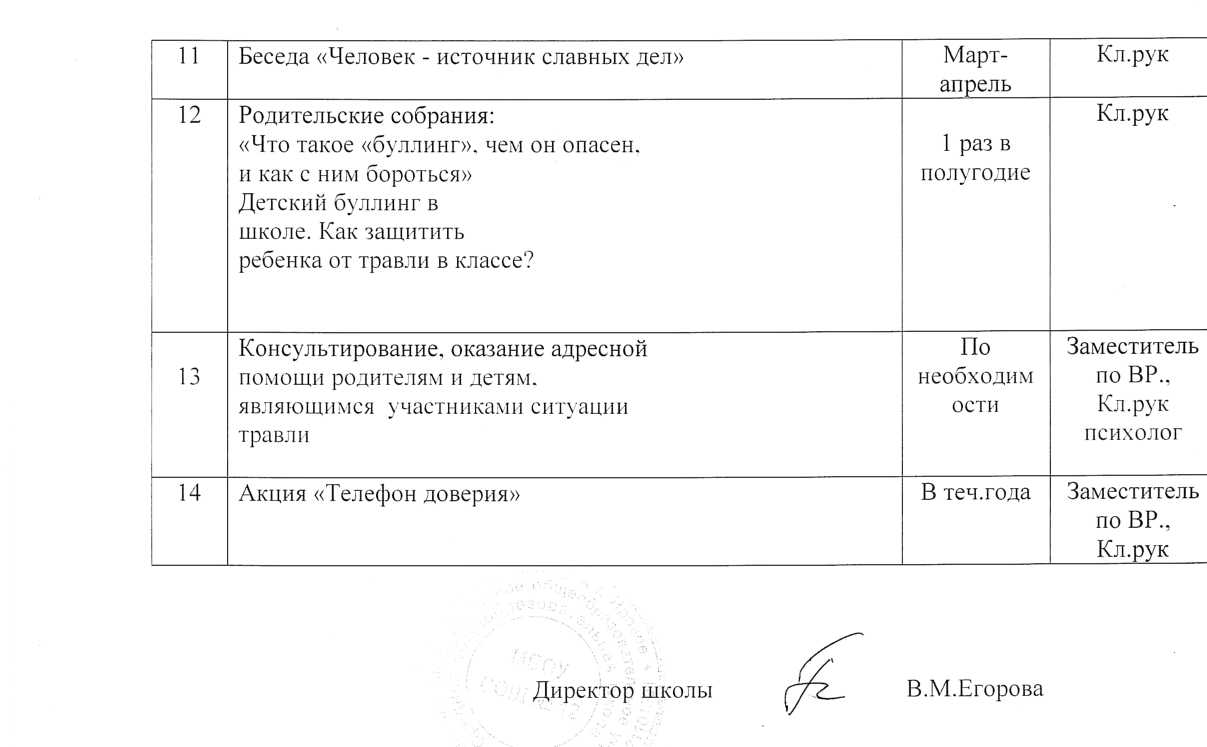 11 Беседа «Человек - источник славных дел» Март- Кл.рук
апрель
12 Родительские собрания: Кл.рук
«Что такое «буллинг», чем он опасен, 1 раз в
и как с ним бороться» полугодие
Детский буллинг в
школе. Как защитить
ребенка от травли в классе?
Консультирование, оказание адресной По Заместитель
13 помощи родителям и детям, необходим по ВР.,
являющимся участниками ситуации ости Кл.рук
травли психолог
14 Акция «Телефон доверия» В теч.года Заместитель
по ВР.,
Кл.рук
Директор школы В.М.Егорова